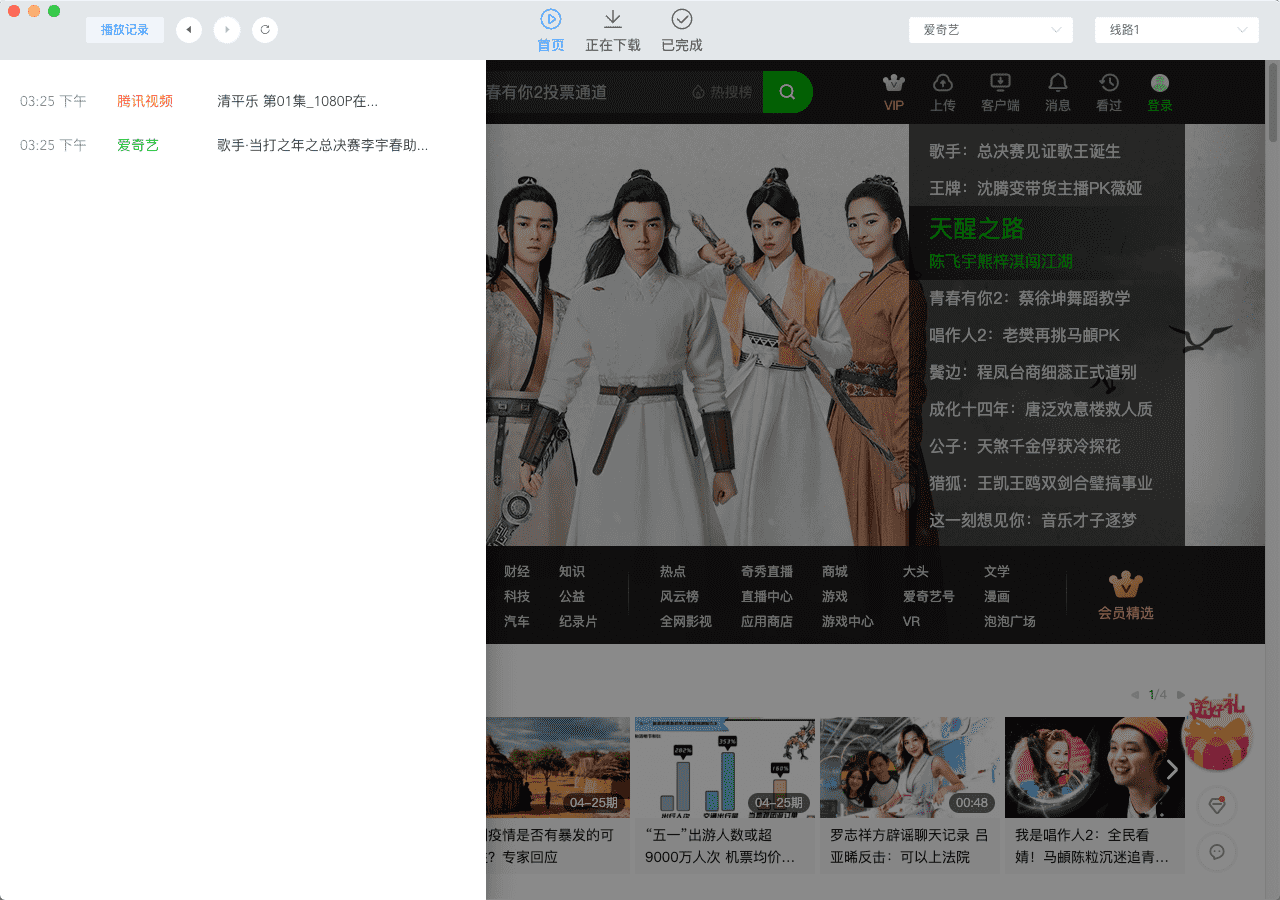 播放记录
首页
正在下载
已完成
爱奇艺
线路1
03:25 下午
腾讯视频
清平乐 第01集_1080P在...
03:25 下午
爱奇艺
歌手·当打之年之总决赛李宇春助...
春有你2投票通道
热搜榜
VIP
上传
客户端
消息
看过
登录
歌手：总决赛见证歌王诞生
王牌：沈腾变带货主播PK薇娅
天醒之路
陈飞宇熊梓淇闯江湖
青春有你2：蔡徐坤舞蹈教学
唱作人2：老樊再挑马頔PK
鬓边：程凤台商细蕊正式道别
成化十四年：唐泛欢意楼救人质
公子：天煞千金俘获冷探花
猎狐：王凯王鸥双剑合璧搞事业
这一刻想见你：音乐才子逐梦
财经 知识 热点 奇秀直播 商城 大头 文学
科技 公益 风云榜 直播中心 游戏 爱奇艺号 漫画
汽车 纪录片 全网影视 应用商店 游戏中心 VR 泡泡广场
会员精选
1/4
送好礼
04-25期
疫情是否有暴发的可
？专家回应
202%
353%
160%
出行人次
04-25期
“五一”出游人数或超
9000万人次 机票均价...
00:48
罗志祥方辟谣聊天记录 吕
亚晞反击：可以上法院
我是唱作人2：全民看
婧！马頔陈粒沉迷追青...